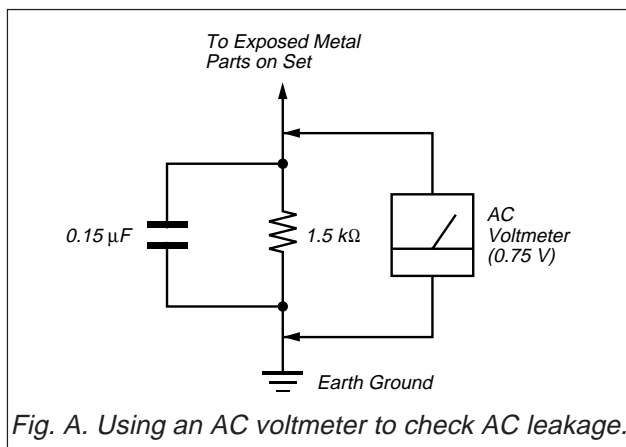 To Exposed Metal
Parts on Set
0.15 μF
1.5 kΩ
AC
Voltmeter
(0.75 V)
Earth Ground
Fig. A. Using an AC voltmeter to check AC leakage.